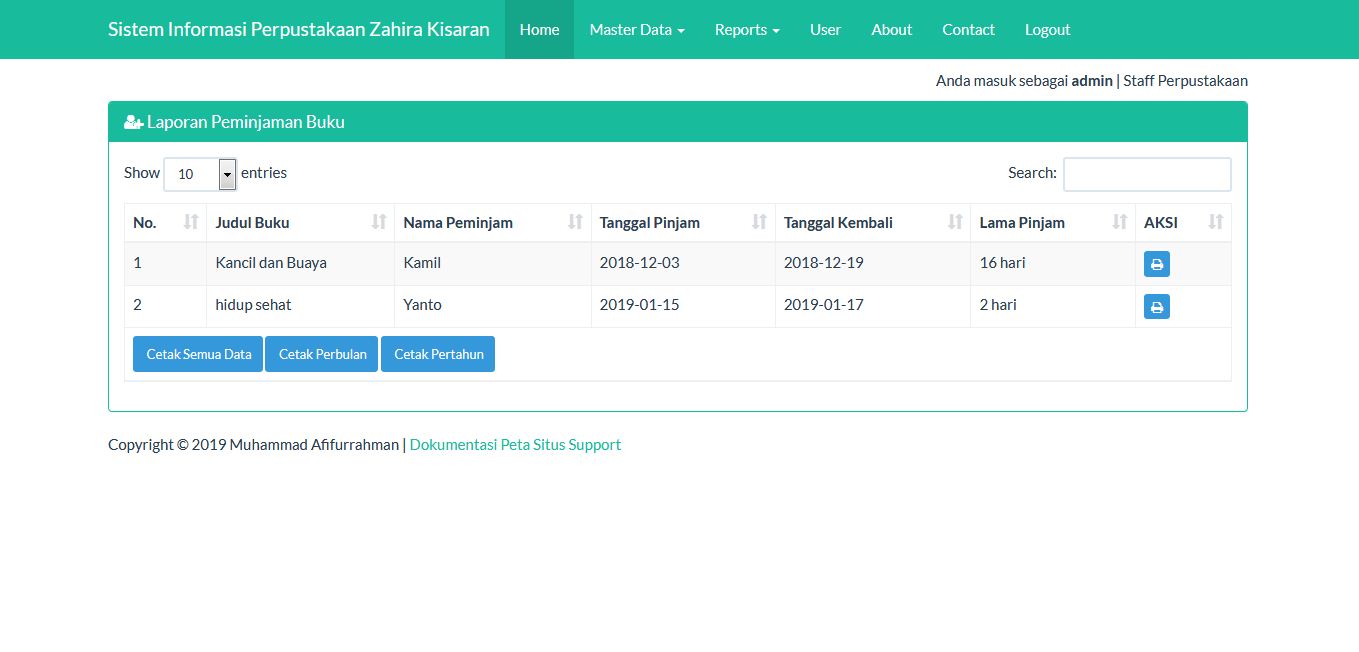 Sistem Informasi Perpustakaan Zahira Kisaran Home Master Data Reports User About Contact Logout
Anda masuk sebagai admin | Staff Perpustakaan
Laporan Peminjaman Buku
Show 10 entries Search:
No. Judul Buku Nama Peminjam Tanggal Pinjam Tanggal Kembali Lama Pinjam AKSI
1 Kancil dan Buaya Kamil 2018-12-03 2018-12-19 16 hari
2 hidup sehat Yanto 2019-01-15 2019-01-17 2 hari
Cetak Semua Data Cetak Perbulan Cetak Pertahun
Copyright © 2019 Muhammad Afifurrahman | Dokumentasi Peta Situs Support